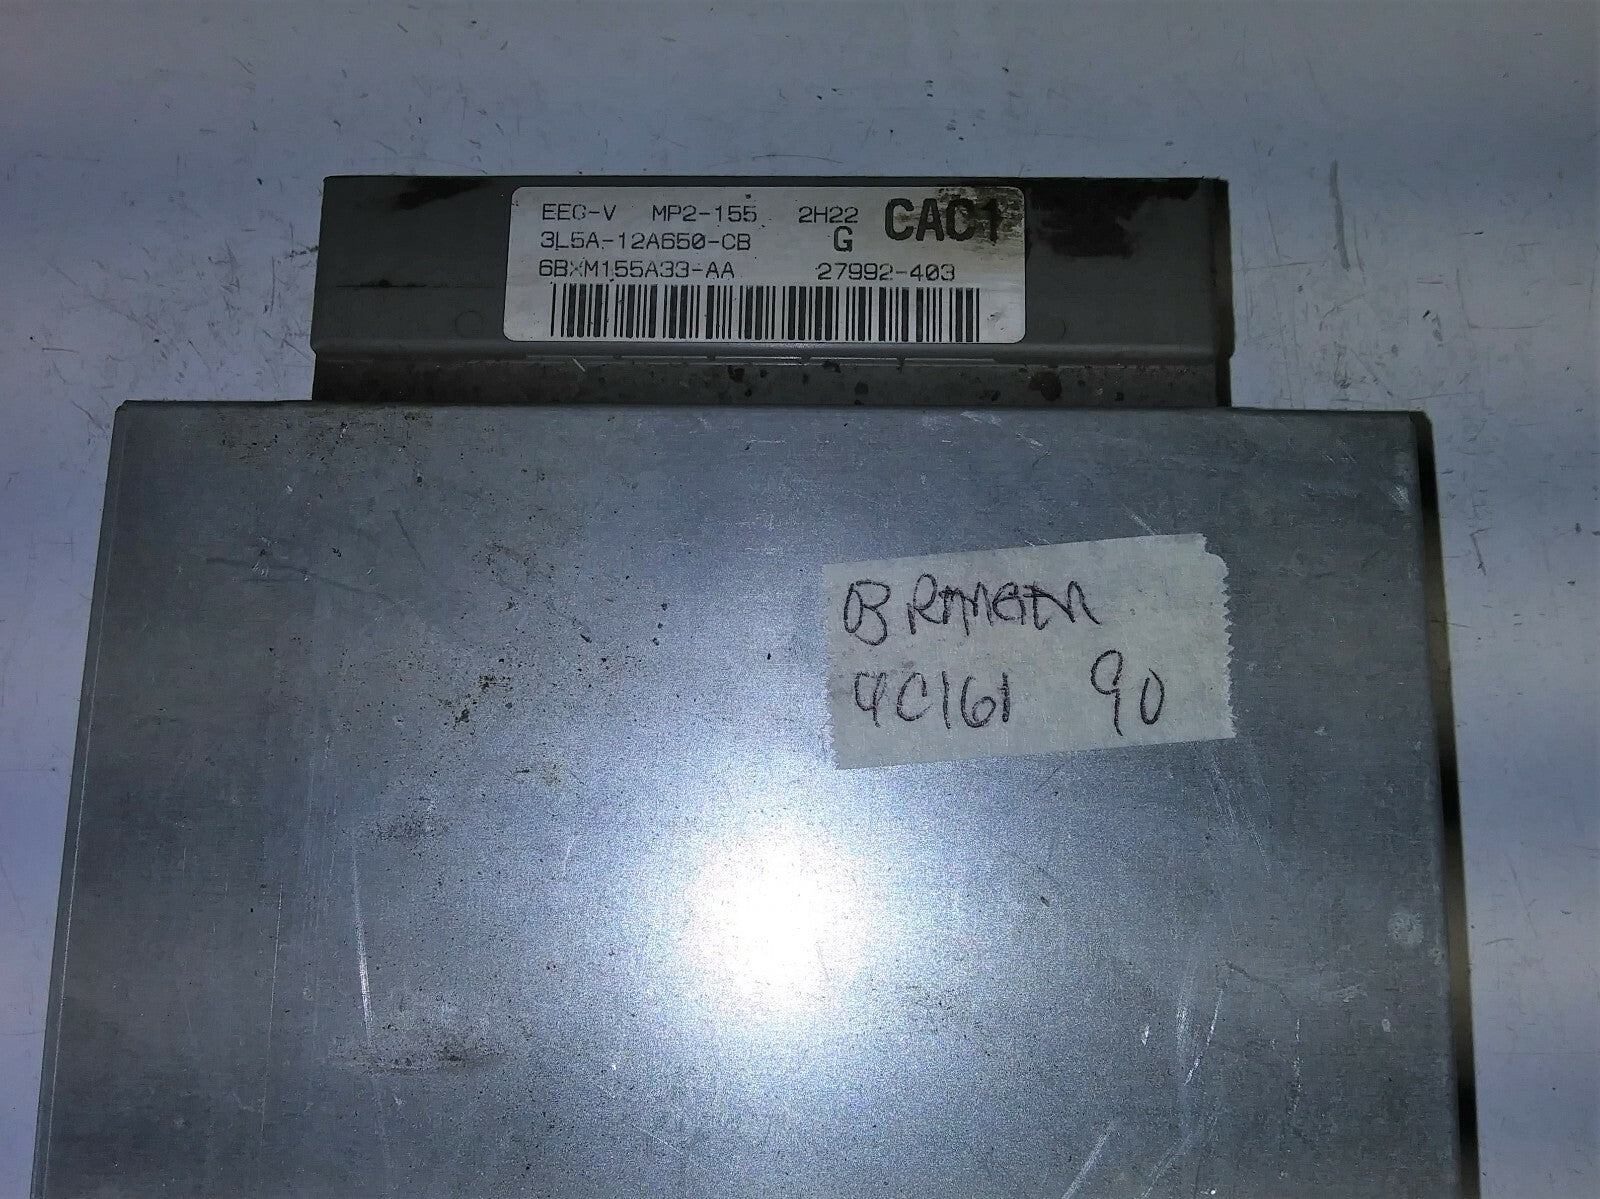 EEC-V MP2-155 2H22 CAC1
3L5A-12A650-CB G
6BXM155A33-AA 27992-403
03 RANGER
4C161 90